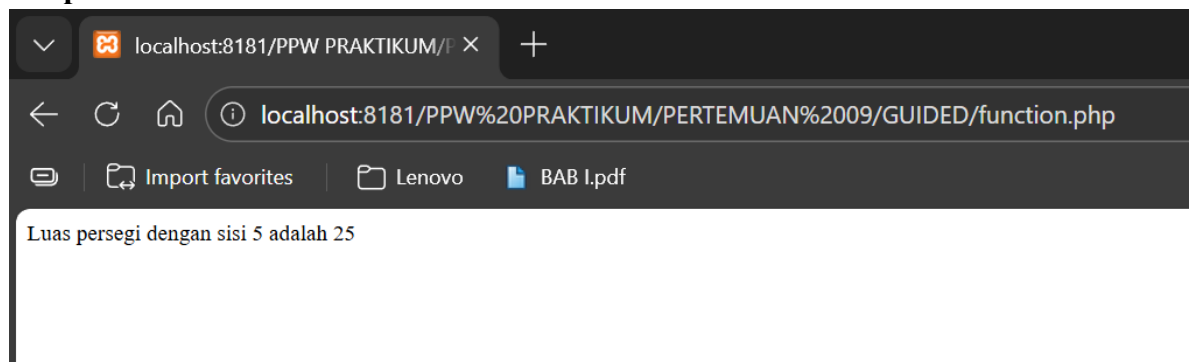 localhost:8181/PPW PRAKTIKUM/P
localhost:8181/PPW%20PRAKTIKUM/PERTEMUAN%2009/GUIDED/function.php
Import favorites
Lenovo
BAB I.pdf
Luas persegi dengan sisi 5 adalah 25